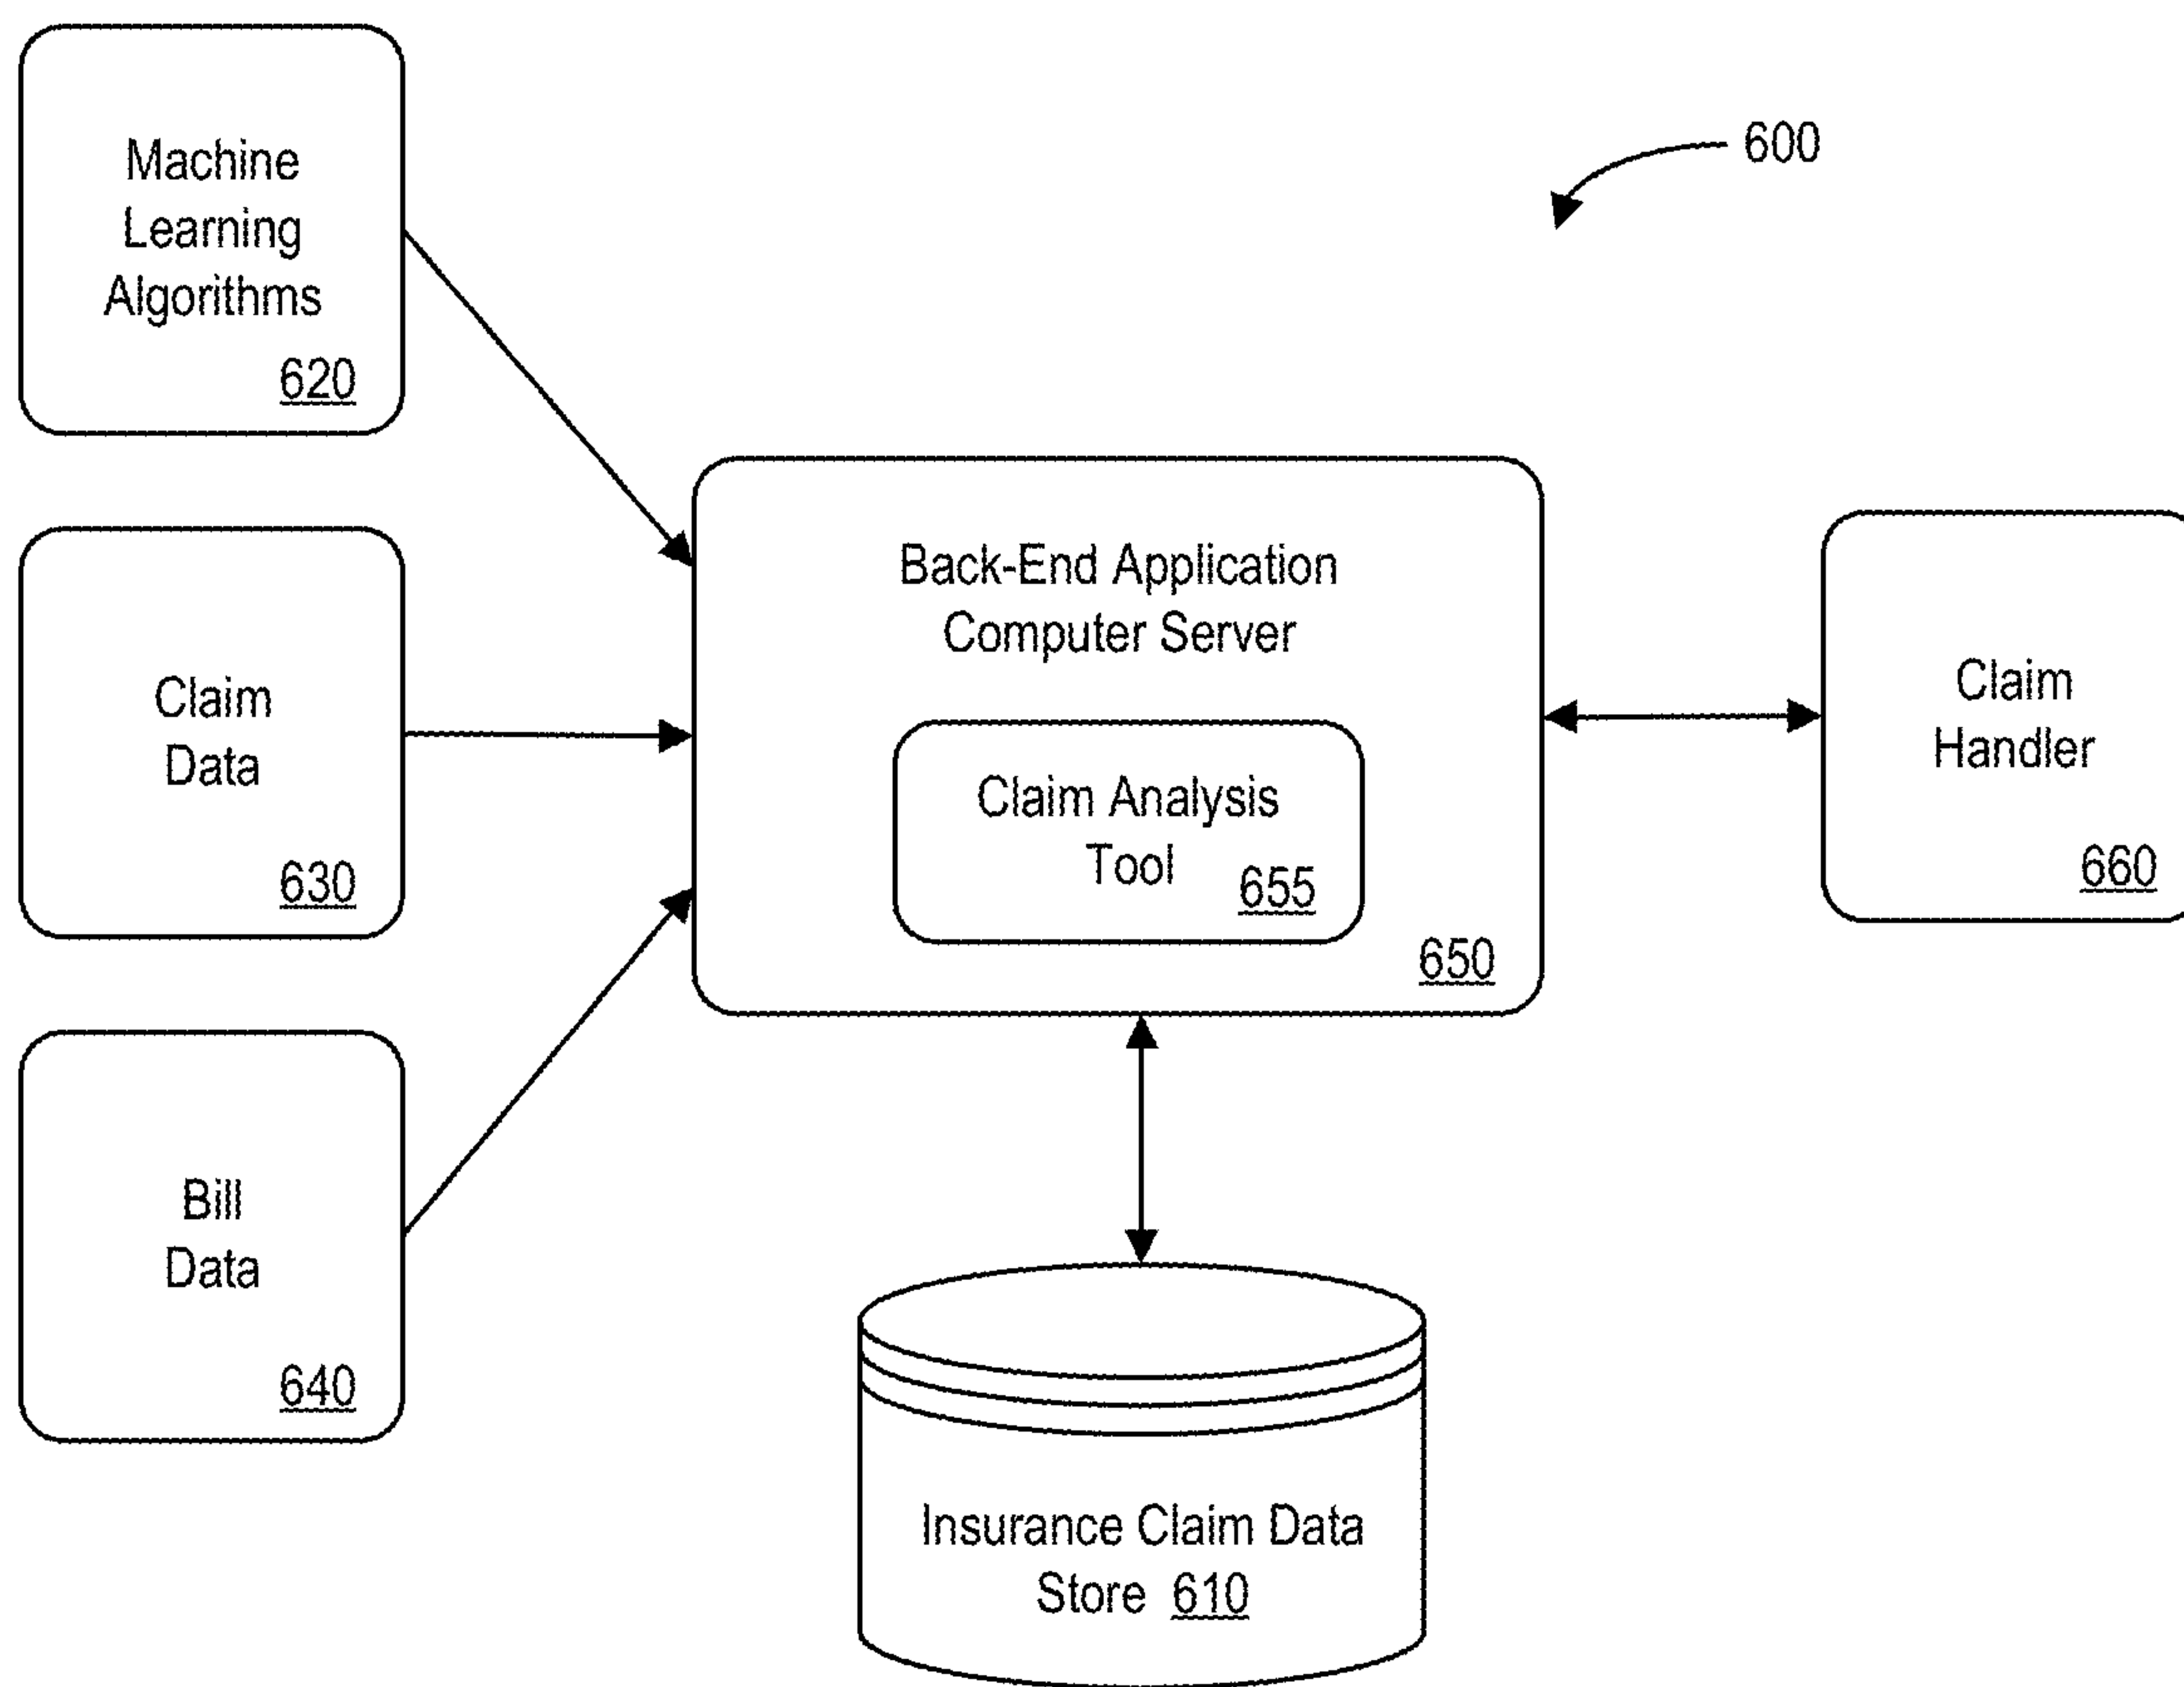 Machine
Learning
Algorithms
620
600
Back-End Application
Computer Server
Claim Analysis
Tool 655
650
Claim
Data
630
Claim
Handler
660
Bill
Data
640
Insurance Claim Data
Store 610